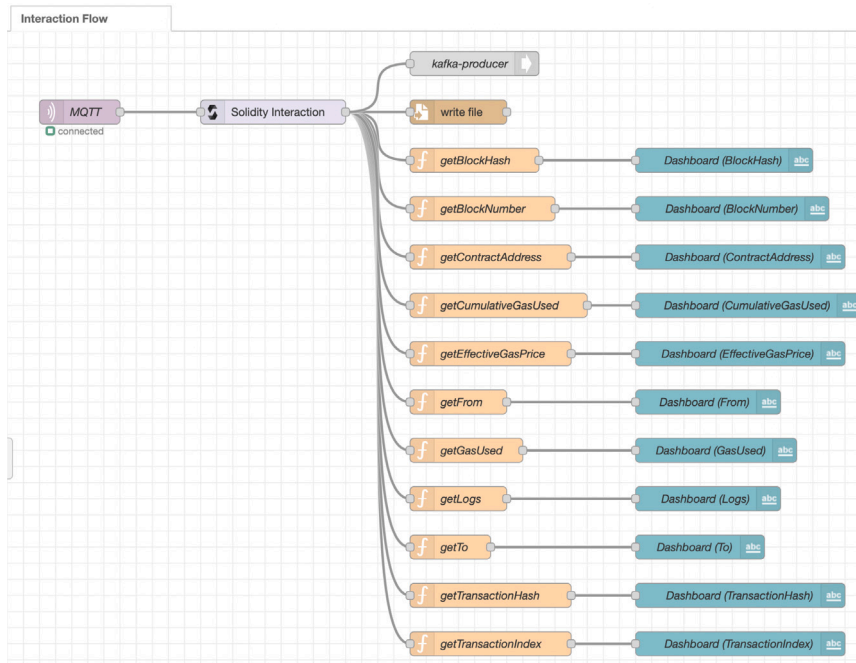 Interaction Flow
kafka-producer
MQTT
Solidity Interaction
write file
connected
getBlockHash
Dashboard (BlockHash)
abc
getBlockNumber
Dashboard (BlockNumber)
abc
getContractAddress
Dashboard (ContractAddress)
abc
getCumulativeGasUsed
Dashboard (CumulativeGasUsed)
abc
getEffectiveGasPrice
Dashboard (EffectiveGasPrice)
abc
getFrom
Dashboard (From)
abc
getGasUsed
Dashboard (GasUsed)
abc
getLogs
Dashboard (Logs)
abc
getTo
Dashboard (To)
abc
getTransactionHash
Dashboard (TransactionHash)
abc
getTransactionIndex
Dashboard (TransactionIndex)
abc